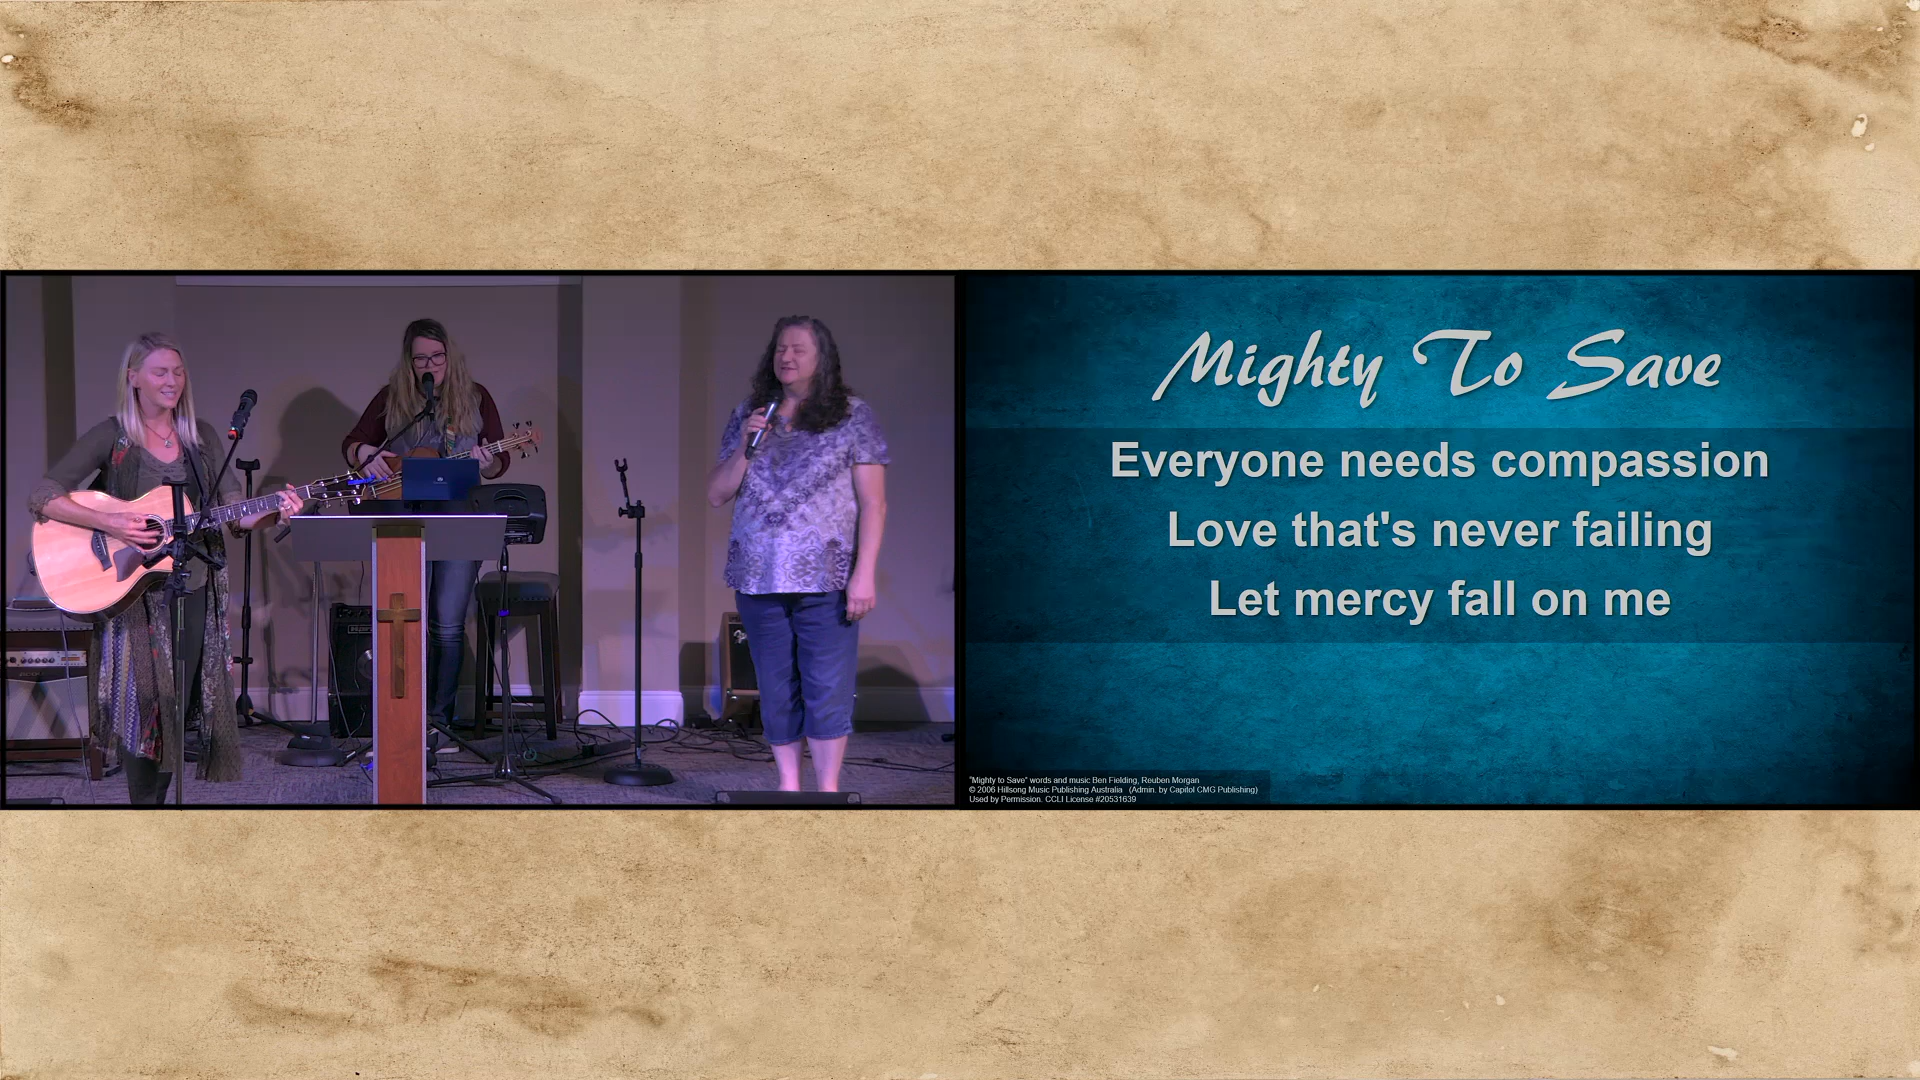 Mighty To Save
Everyone needs compassion
Love that's never failing
Let mercy fall on me
"Mighty to Save" words and music Ben Fielding, Reuben Morgan
© 2006 Hillsong Music Publishing Australia (Admin. by Capitol CMG Publishing)
Used by Permission. CCLI License #20531639